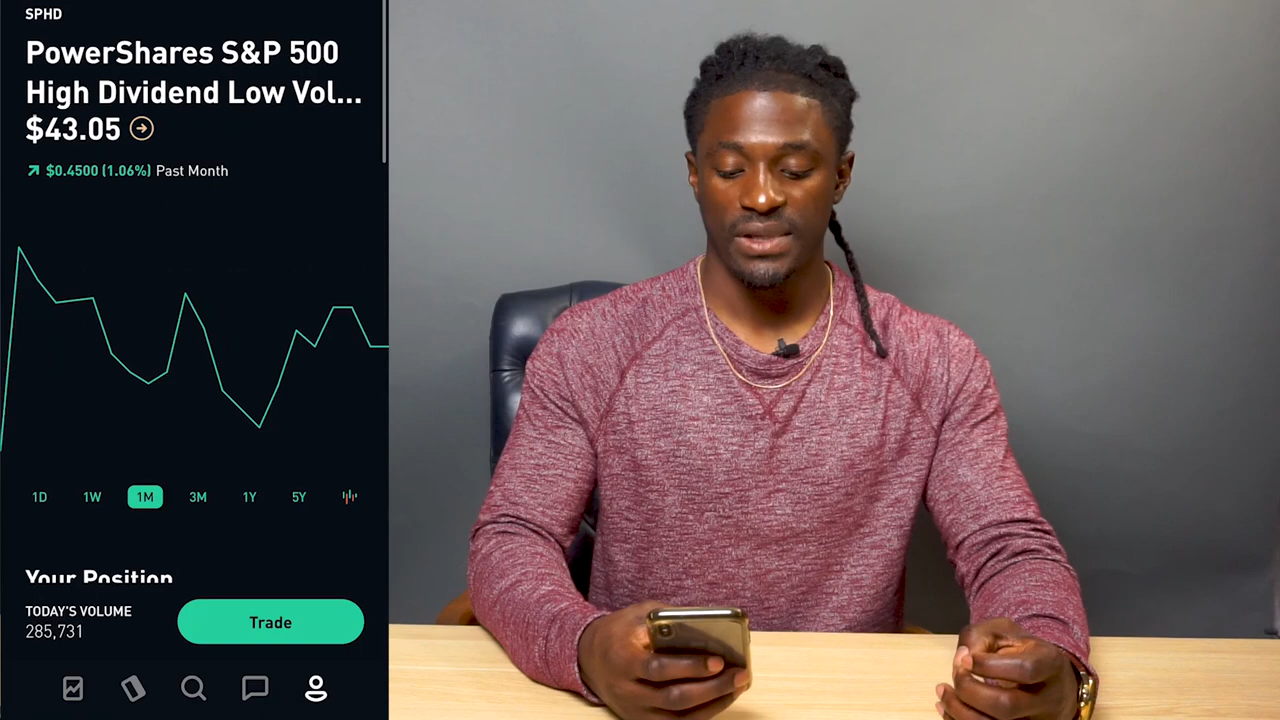 SPHD
PowerShares S&P 500
High Dividend Low Vol...
$43.05
$0.4500 (1.06%) Past Month
1D 1W 1M 3M 1Y 5Y
Your Position
TODAY'S VOLUME
285,731
Trade